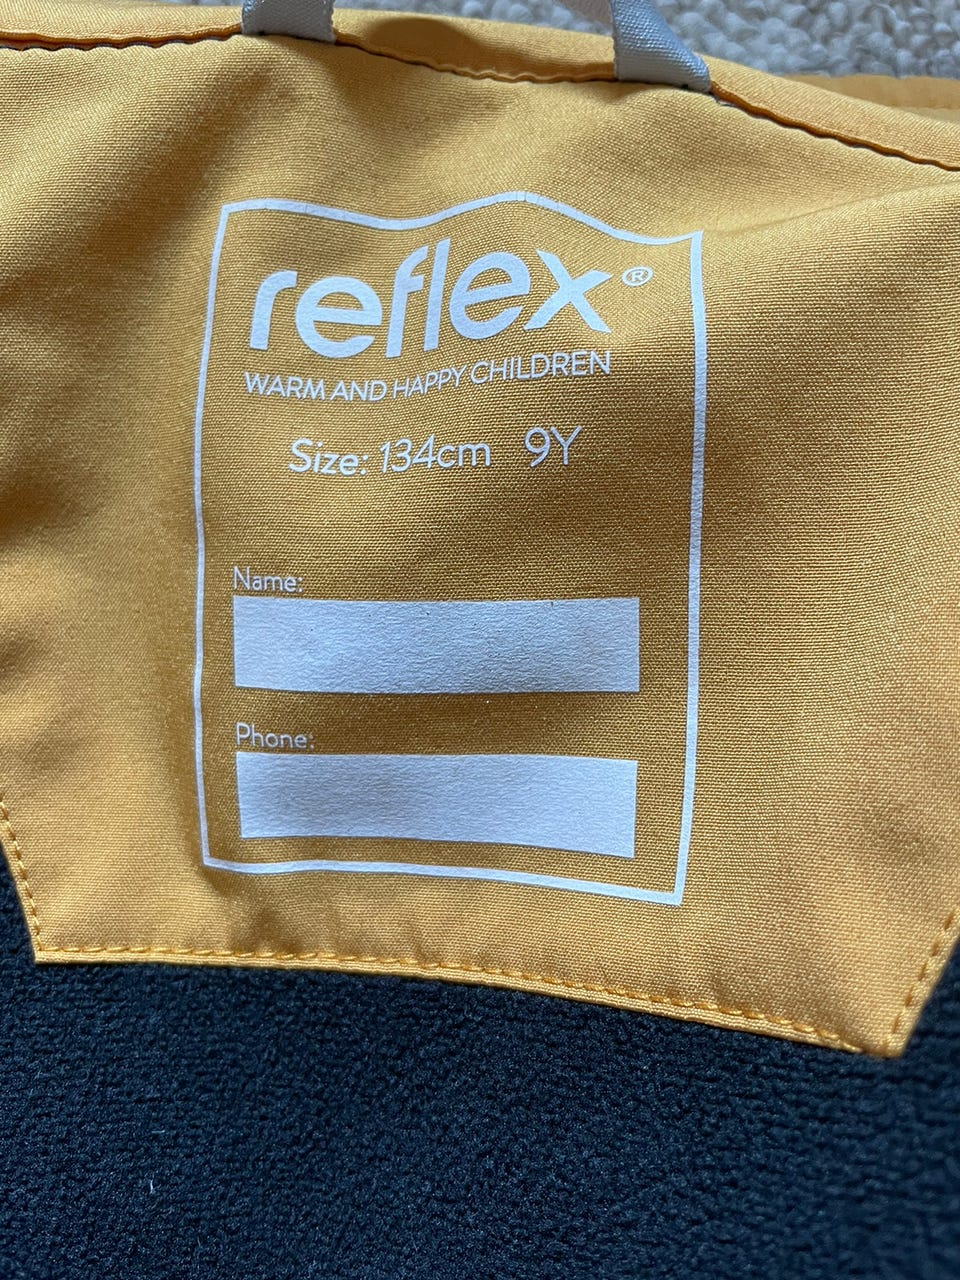 reflex®
WARM AND HAPPY CHILDREN
Size: 134cm 9Y
Name:
Phone: